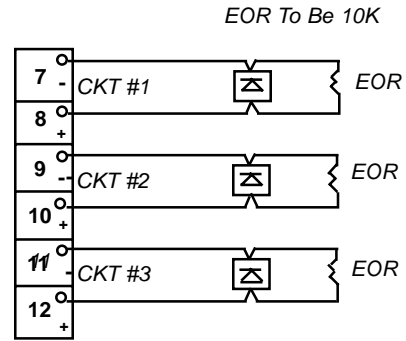 EOR To Be 10K
7 - CKT #1 EOR
8 +
9 -- CKT #2 EOR
10 +
11 - CKT #3 EOR
12 +